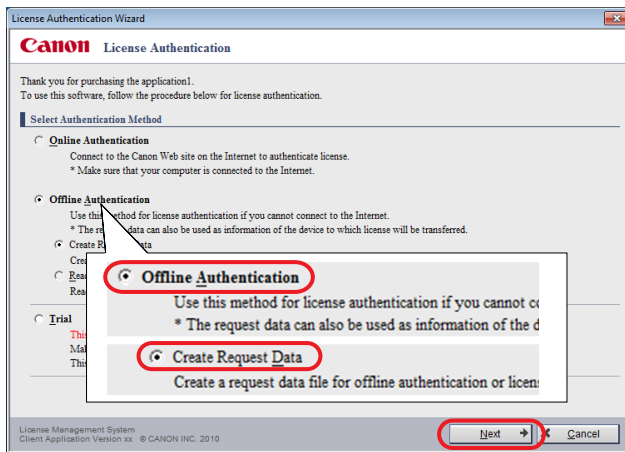 License Authentication Wizard
Canon License Authentication
Thank you for purchasing the application1.
To use this software, follow the procedure below for license authentication.
Select Authentication Method
Online Authentication
Connect to the Canon Web site on the Internet to authenticate license.
* Make sure that your computer is connected to the Internet.
Offline Authentication
Use this method for license authentication if you cannot connect to the Internet.
* The re data can also be used as information of the device to which license will be transferred.
Create R ata
Crea
Rea
Rea
Trial
This
Mak
This
Offline Authentication
Use this method for license authentication if you cannot co
* The request data can also be used as information of the d
Create Request Data
Create a request data file for offline authentication or licens
License Management System
Client Application Version xx © CANON INC. 2010
Next
Cancel